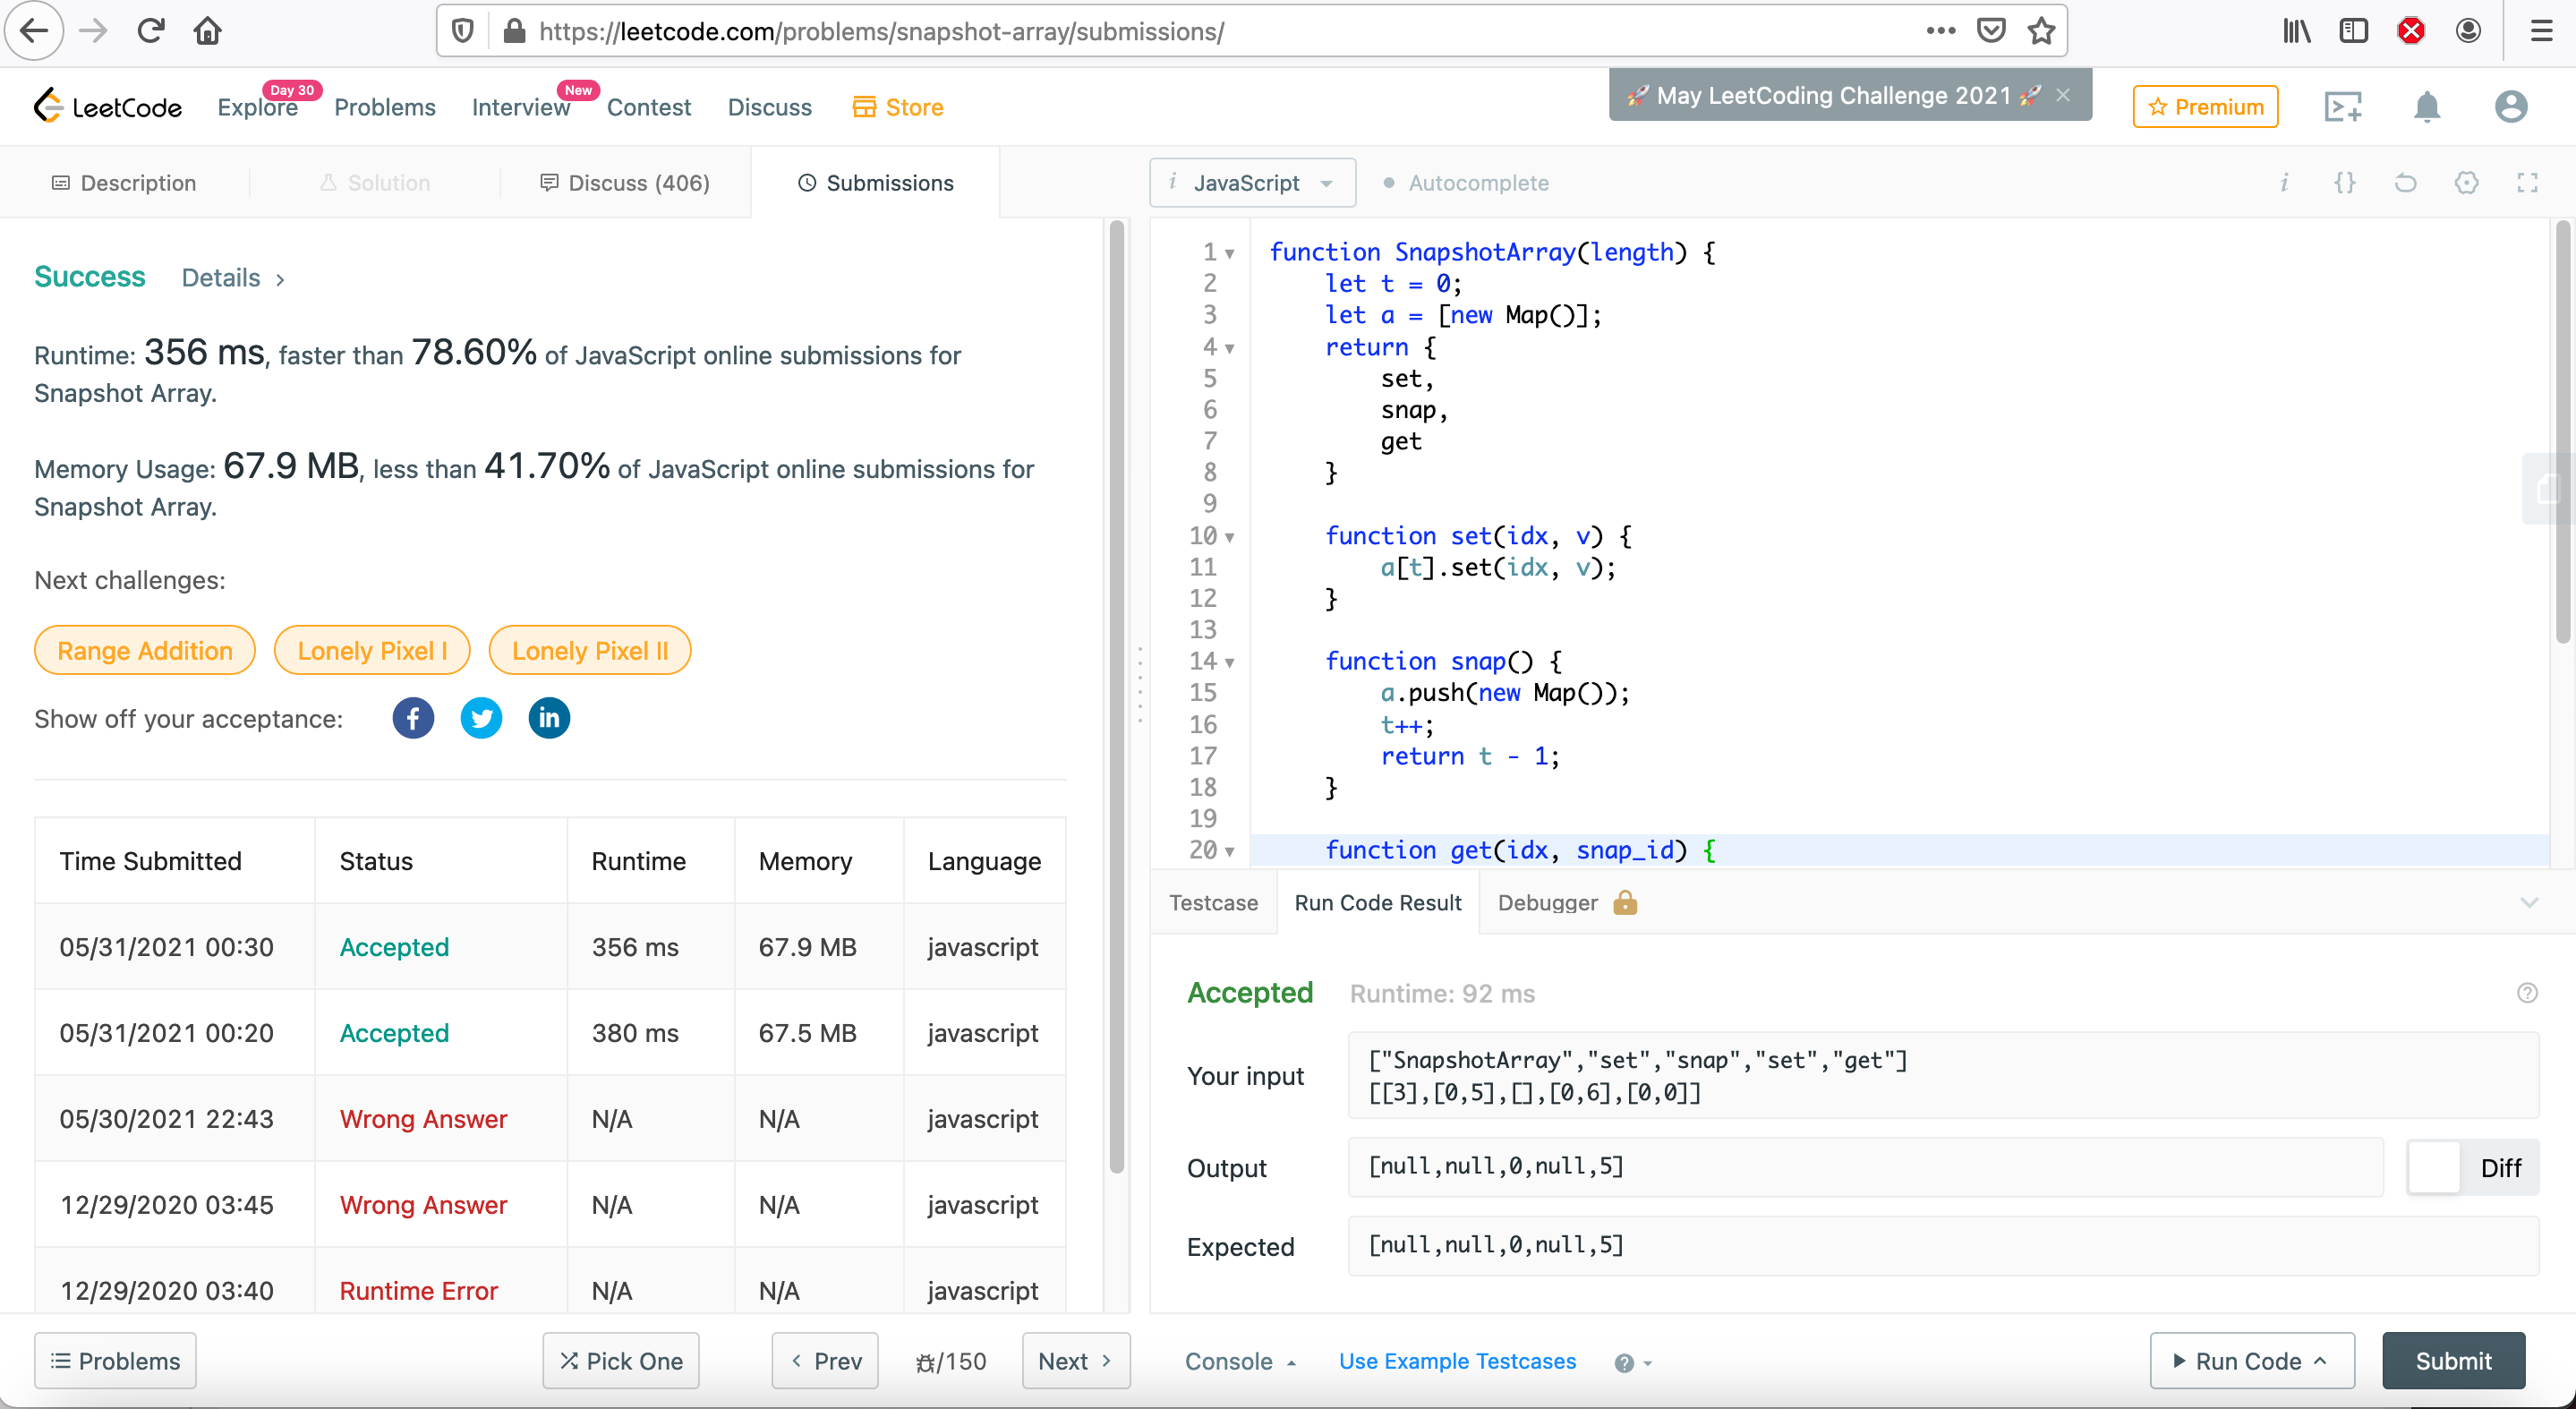 https://leetcode.com/problems/snapshot-array/submissions/
LeetCode
Explore
Day 30
Problems
Interview
New
Contest
Discuss
Store
🚀 May LeetCoding Challenge 2021 🚀
Premium
Description
Solution
Discuss (406)
Submissions
Success Details >
Runtime: 356 ms, faster than 78.60% of JavaScript online submissions for
Snapshot Array.
Memory Usage: 67.9 MB, less than 41.70% of JavaScript online submissions for
Snapshot Array.
Next challenges:
Range Addition Lonely Pixel I Lonely Pixel II
Show off your acceptance:
Time Submitted Status Runtime Memory Language
05/31/2021 00:30 Accepted 356 ms 67.9 MB javascript
05/31/2021 00:20 Accepted 380 ms 67.5 MB javascript
05/30/2021 22:43 Wrong Answer N/A N/A javascript
12/29/2020 03:45 Wrong Answer N/A N/A javascript
12/29/2020 03:40 Runtime Error N/A N/A javascript
Problems
Pick One
< Prev
/150
Next >
i JavaScript
Autocomplete
1 function SnapshotArray(length) {
2 let t = 0;
3 let a = [new Map()];
4 return {
5 set,
6 snap,
7 get
8 }
9
10 function set(idx, v) {
11 a[t].set(idx, v);
12 }
13
14 function snap() {
15 a.push(new Map());
16 t++;
17 return t - 1;
18 }
19
20 function get(idx, snap_id) {
Testcase Run Code Result Debugger
Accepted Runtime: 92 ms
Your input
["SnapshotArray","set","snap","set","get"]
[[3],[0,5],[],[0,6],[0,0]]
Output
[null,null,0,null,5]
Diff
Expected
[null,null,0,null,5]
Console
Use Example Testcases
Run Code
Submit